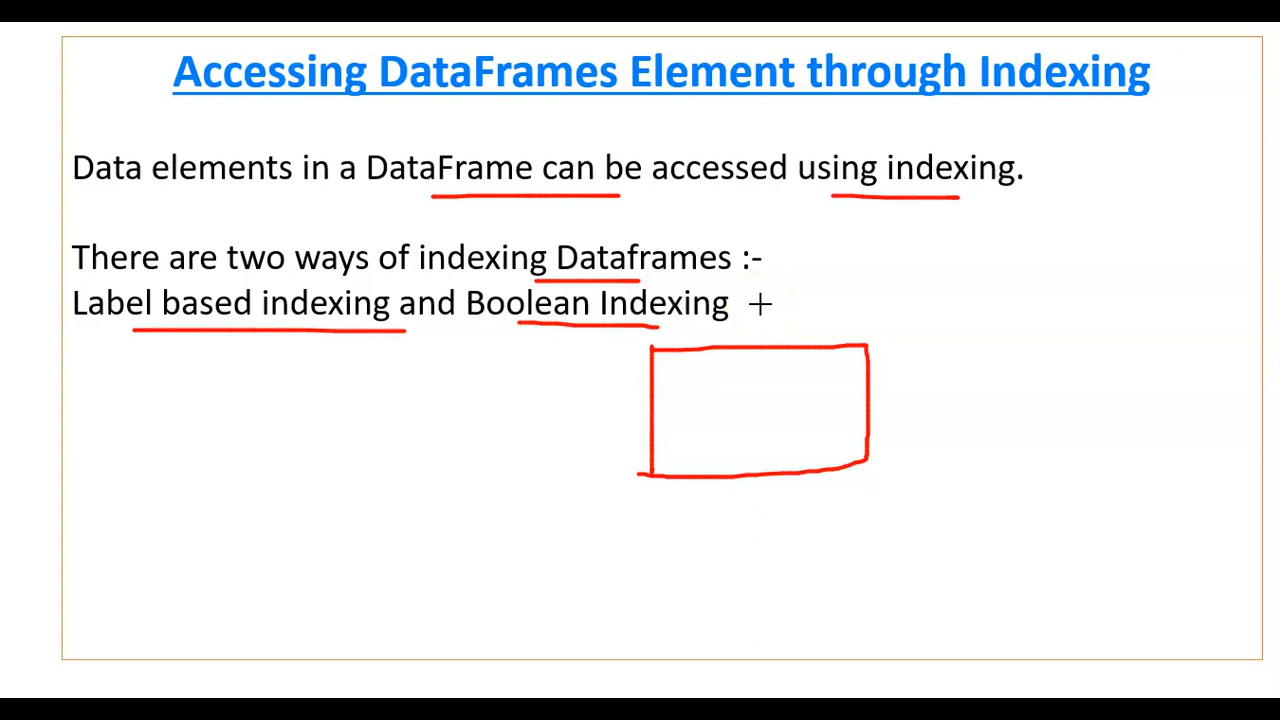 Accessing DataFrames Element through Indexing
Data elements in a DataFrame can be accessed using indexing.
There are two ways of indexing Dataframes :-
Label based indexing and Boolean Indexing